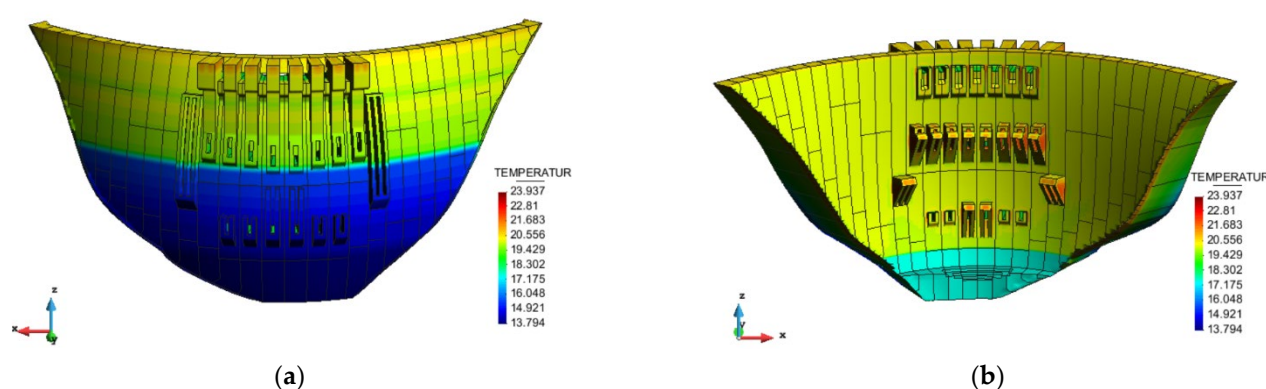 TEMPERATUR
23.937
22.81
21.683
20.556
19.429
18.302
17.175
16.048
14.921
13.794
z
x
y
(a)
TEMPERATUR
23.937
22.81
21.683
20.556
19.429
18.302
17.175
16.048
14.921
13.794
z
y
x
(b)